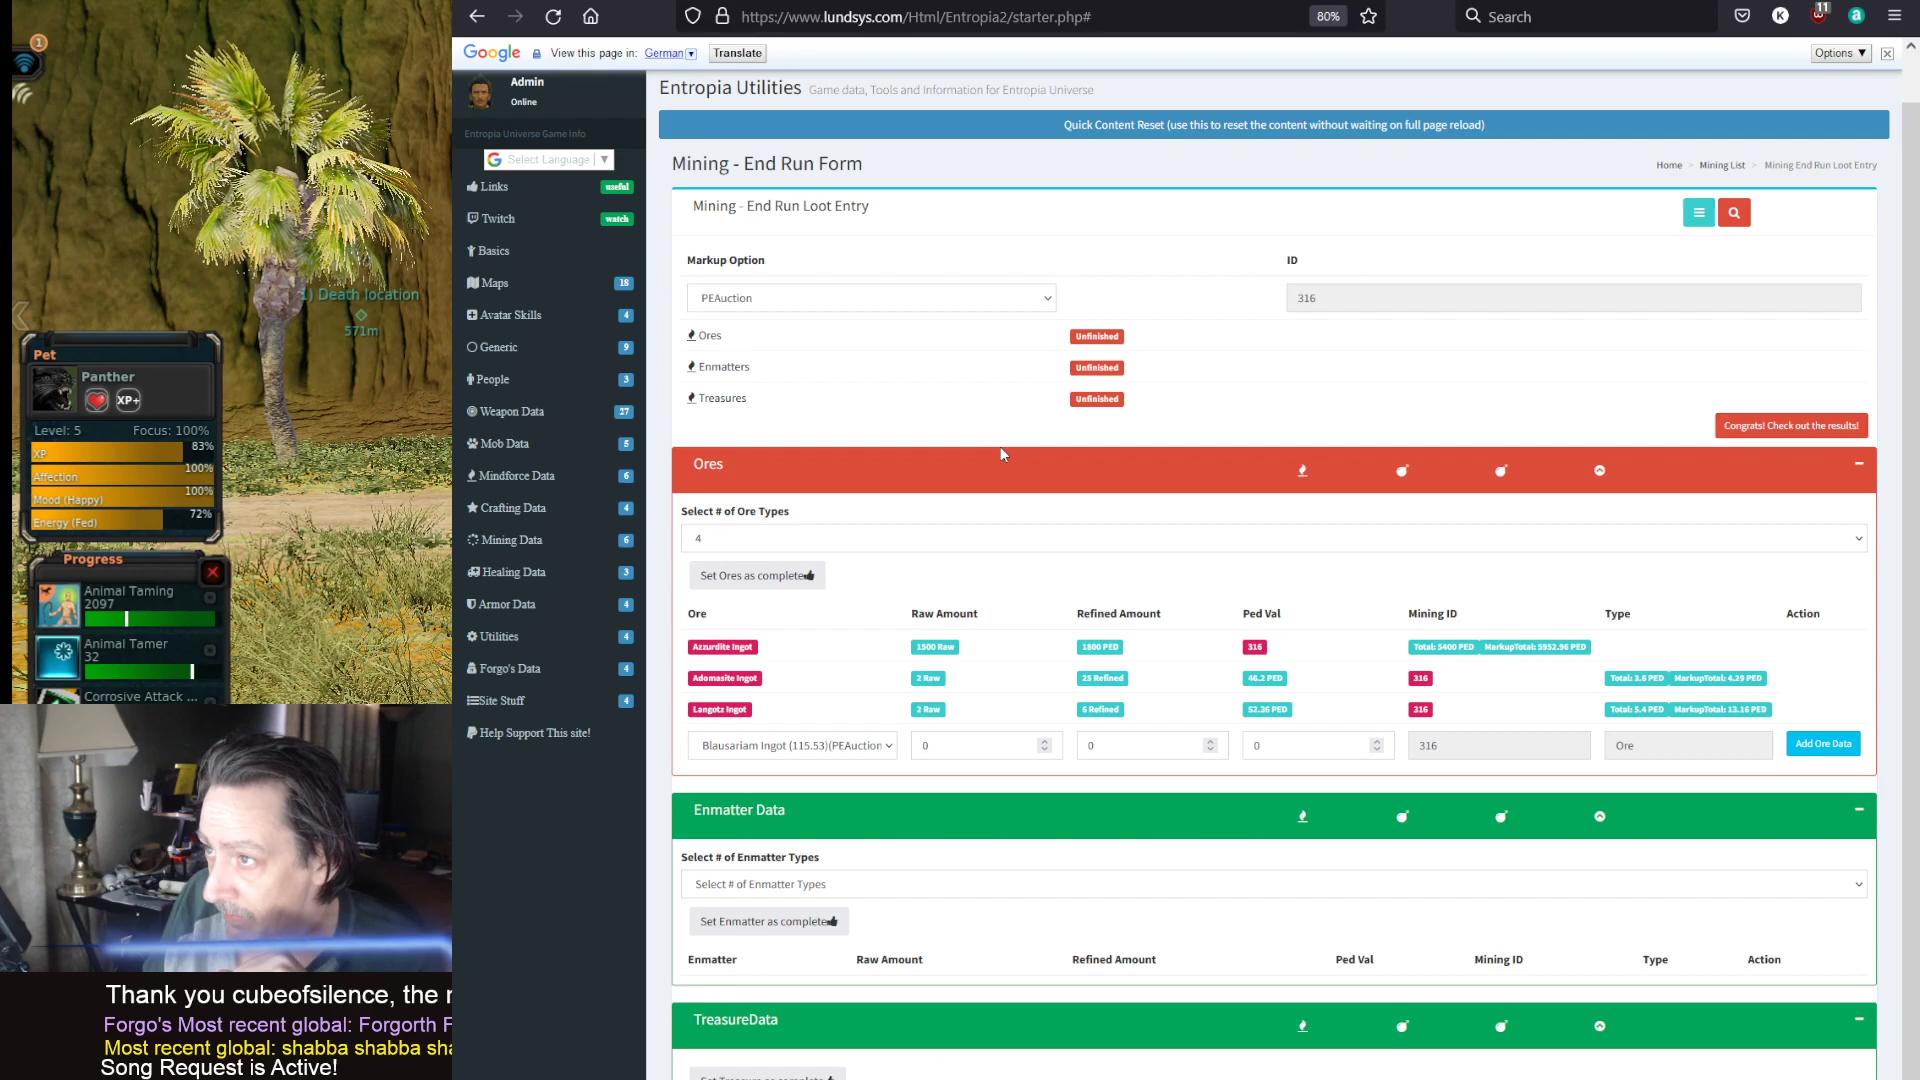 1
1) Death location
571m
Pet
Panther
XP+
Level: 5 Focus: 100%
XP 83%
Affection 100%
Mood (Happy) 100%
Energy (Fed) 72%
Progress
Animal Taming
2097
Animal Tamer
32
Corrosive Attack ...
Thank you cubeofsilence, the
Forgo's Most recent global: Forgorth F
Most recent global: shabba shabba sha
Song Request is Active!
https://www.lundsys.com/Html/Entropia2/starter.php#
80%
Search
K
11
a
Google View this page in: German Translate
Options ▼
Admin
Online
Entropia Universe Game Info
G Select Language ▼
Links useful
Twitch watch
Basics
Maps 18
Avatar Skills 4
Generic 9
People 3
Weapon Data 27
Mob Data 5
Mindforce Data 6
Crafting Data 4
Mining Data 6
Healing Data 3
Armor Data 4
Utilities 4
Forgo's Data 4
Site Stuff 4
Help Support This site!
Entropia Utilities Game data, Tools and Information for Entropia Universe
Quick Content Reset (use this to reset the content without waiting on full page reload)
Mining - End Run Form
Home > Mining List > Mining End Run Loot Entry
Mining - End Run Loot Entry
Markup Option ID
PEAuction 316
Ores Unfinished
Enmatters Unfinished
Treasures Unfinished
Congrats! Check out the results!
Ores
Select # of Ore Types
4
Set Ores as complete
Ore Raw Amount Refined Amount Ped Val Mining ID Type Action
Azzurdite Ingot 1500 Raw 1800 PED 316 Total: 5400 PED MarkupTotal: 5952.96 PED
Adomasite Ingot 2 Raw 25 Refined 46.2 PED 316 Total: 3.6 PED MarkupTotal: 4.29 PED
Langotz Ingot 2 Raw 6 Refined 52.36 PED 316 Total: 5.4 PED MarkupTotal: 13.16 PED
Blausariam Ingot (115.53)(PEAuction 0 0 0 316 Ore Add Ore Data
Enmatter Data
Select # of Enmatter Types
Select # of Enmatter Types
Set Enmatter as complete
Enmatter Raw Amount Refined Amount Ped Val Mining ID Type Action
TreasureData